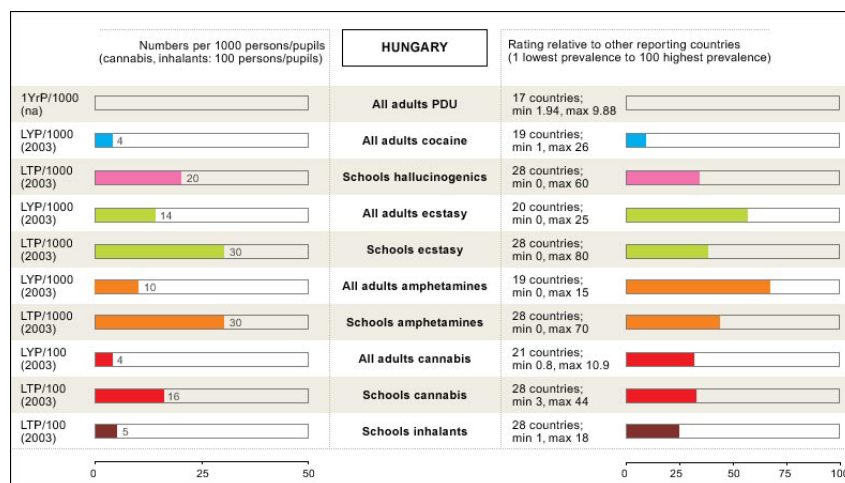 Numbers per 1000 persons/pupils
(cannabis, inhalants: 100 persons/pupils)
HUNGARY
Rating relative to other reporting countries
(1 lowest prevalence to 100 highest prevalence)
1YrP/1000
(na)
All adults PDU
17 countries;
min 1.94, max 9.88
LYP/1000
(2003)
4
All adults cocaine
19 countries;
min 1, max 26
LTP/1000
(2003)
20
Schools hallucinogenics
28 countries;
min 0, max 60
LYP/1000
(2003)
14
All adults ecstasy
20 countries;
min 0, max 25
LTP/1000
(2003)
30
Schools ecstasy
28 countries;
min 0, max 80
LYP/1000
(2003)
10
All adults amphetamines
19 countries;
min 0, max 15
LTP/1000
(2003)
30
Schools amphetamines
28 countries;
min 0, max 70
LYP/100
(2003)
4
All adults cannabis
21 countries;
min 0.8, max 10.9
LTP/100
(2003)
16
Schools cannabis
28 countries;
min 3, max 44
LTP/100
(2003)
5
Schools inhalants
28 countries;
min 1, max 18
0 25 50
0 25 50 75 100